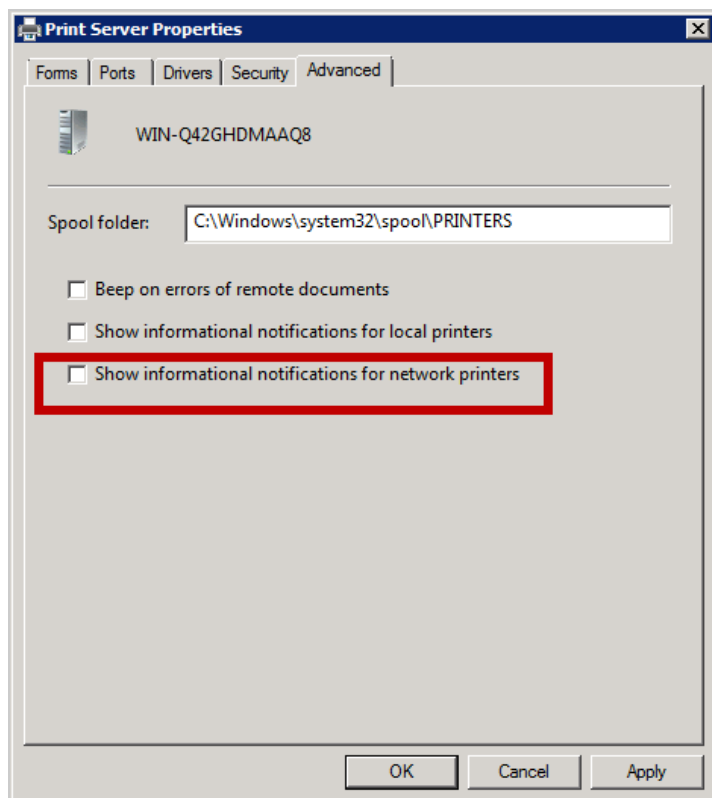 Print Server Properties
Forms Ports Drivers Security Advanced
WIN-Q42GHDMAAQ8
Spool folder: C:\Windows\system32\spool\PRINTERS
Beep on errors of remote documents
Show informational notifications for local printers
Show informational notifications for network printers
OK Cancel Apply